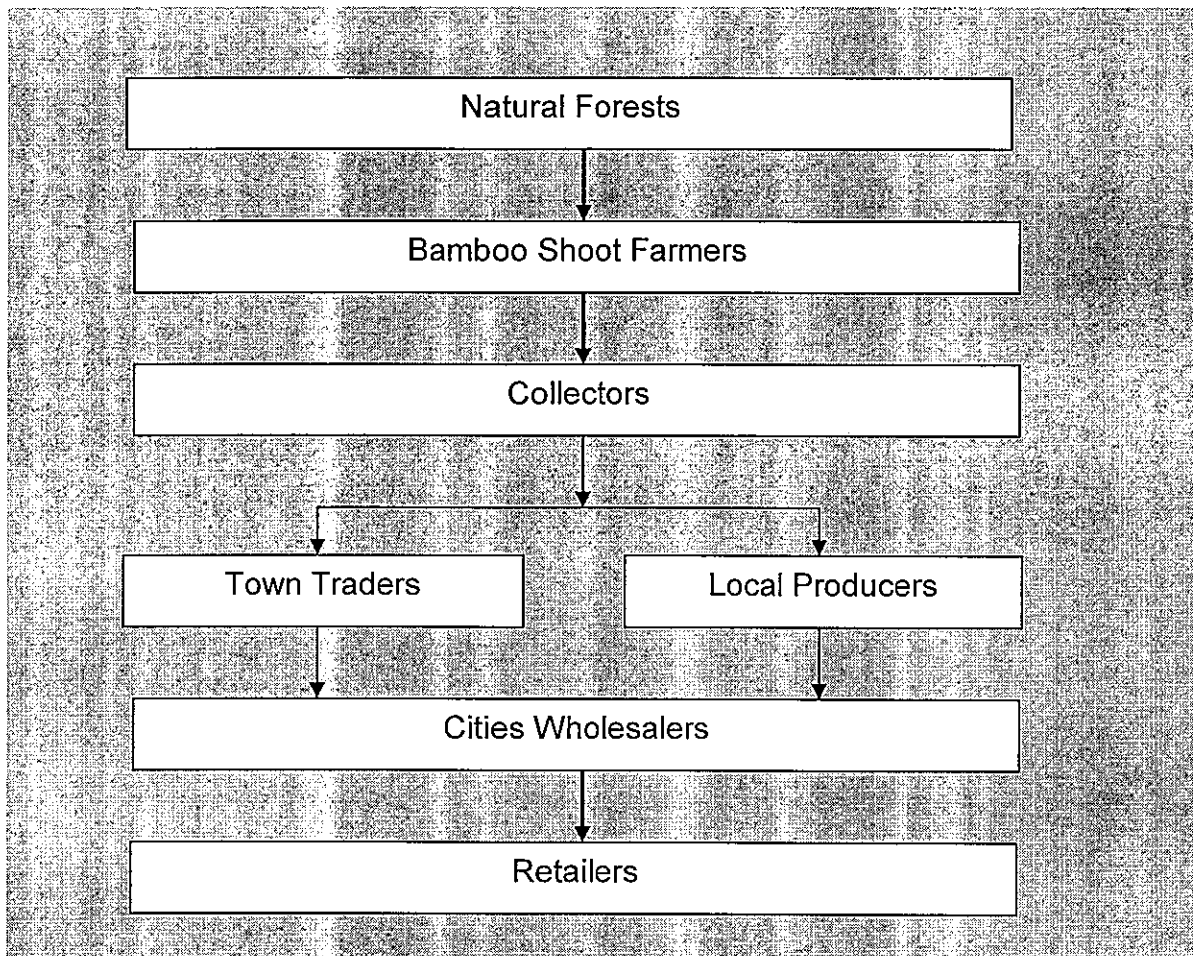 Natural Forests
Bamboo Shoot Farmers
Collectors
Town Traders
Local Producers
Cities Wholesalers
Retailers